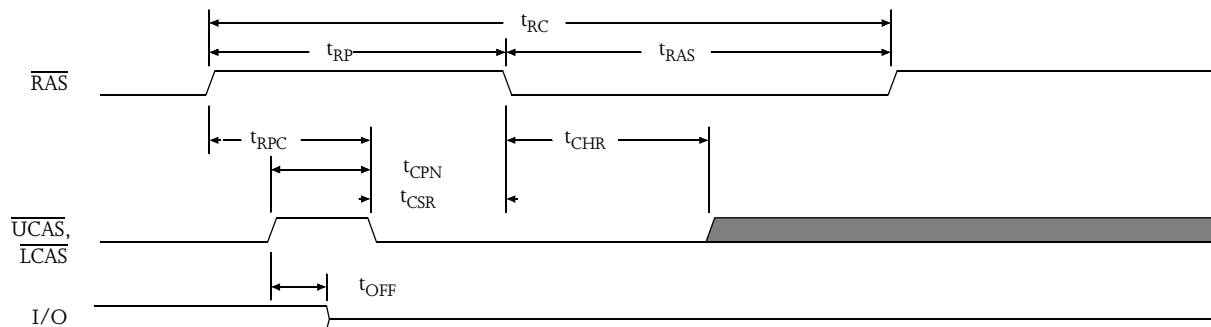 tRC
tRP
tRAS
RAS
tRPC
tCHR
tCPN
tCSR
UCAS,
LCAS
tOFF
I/O